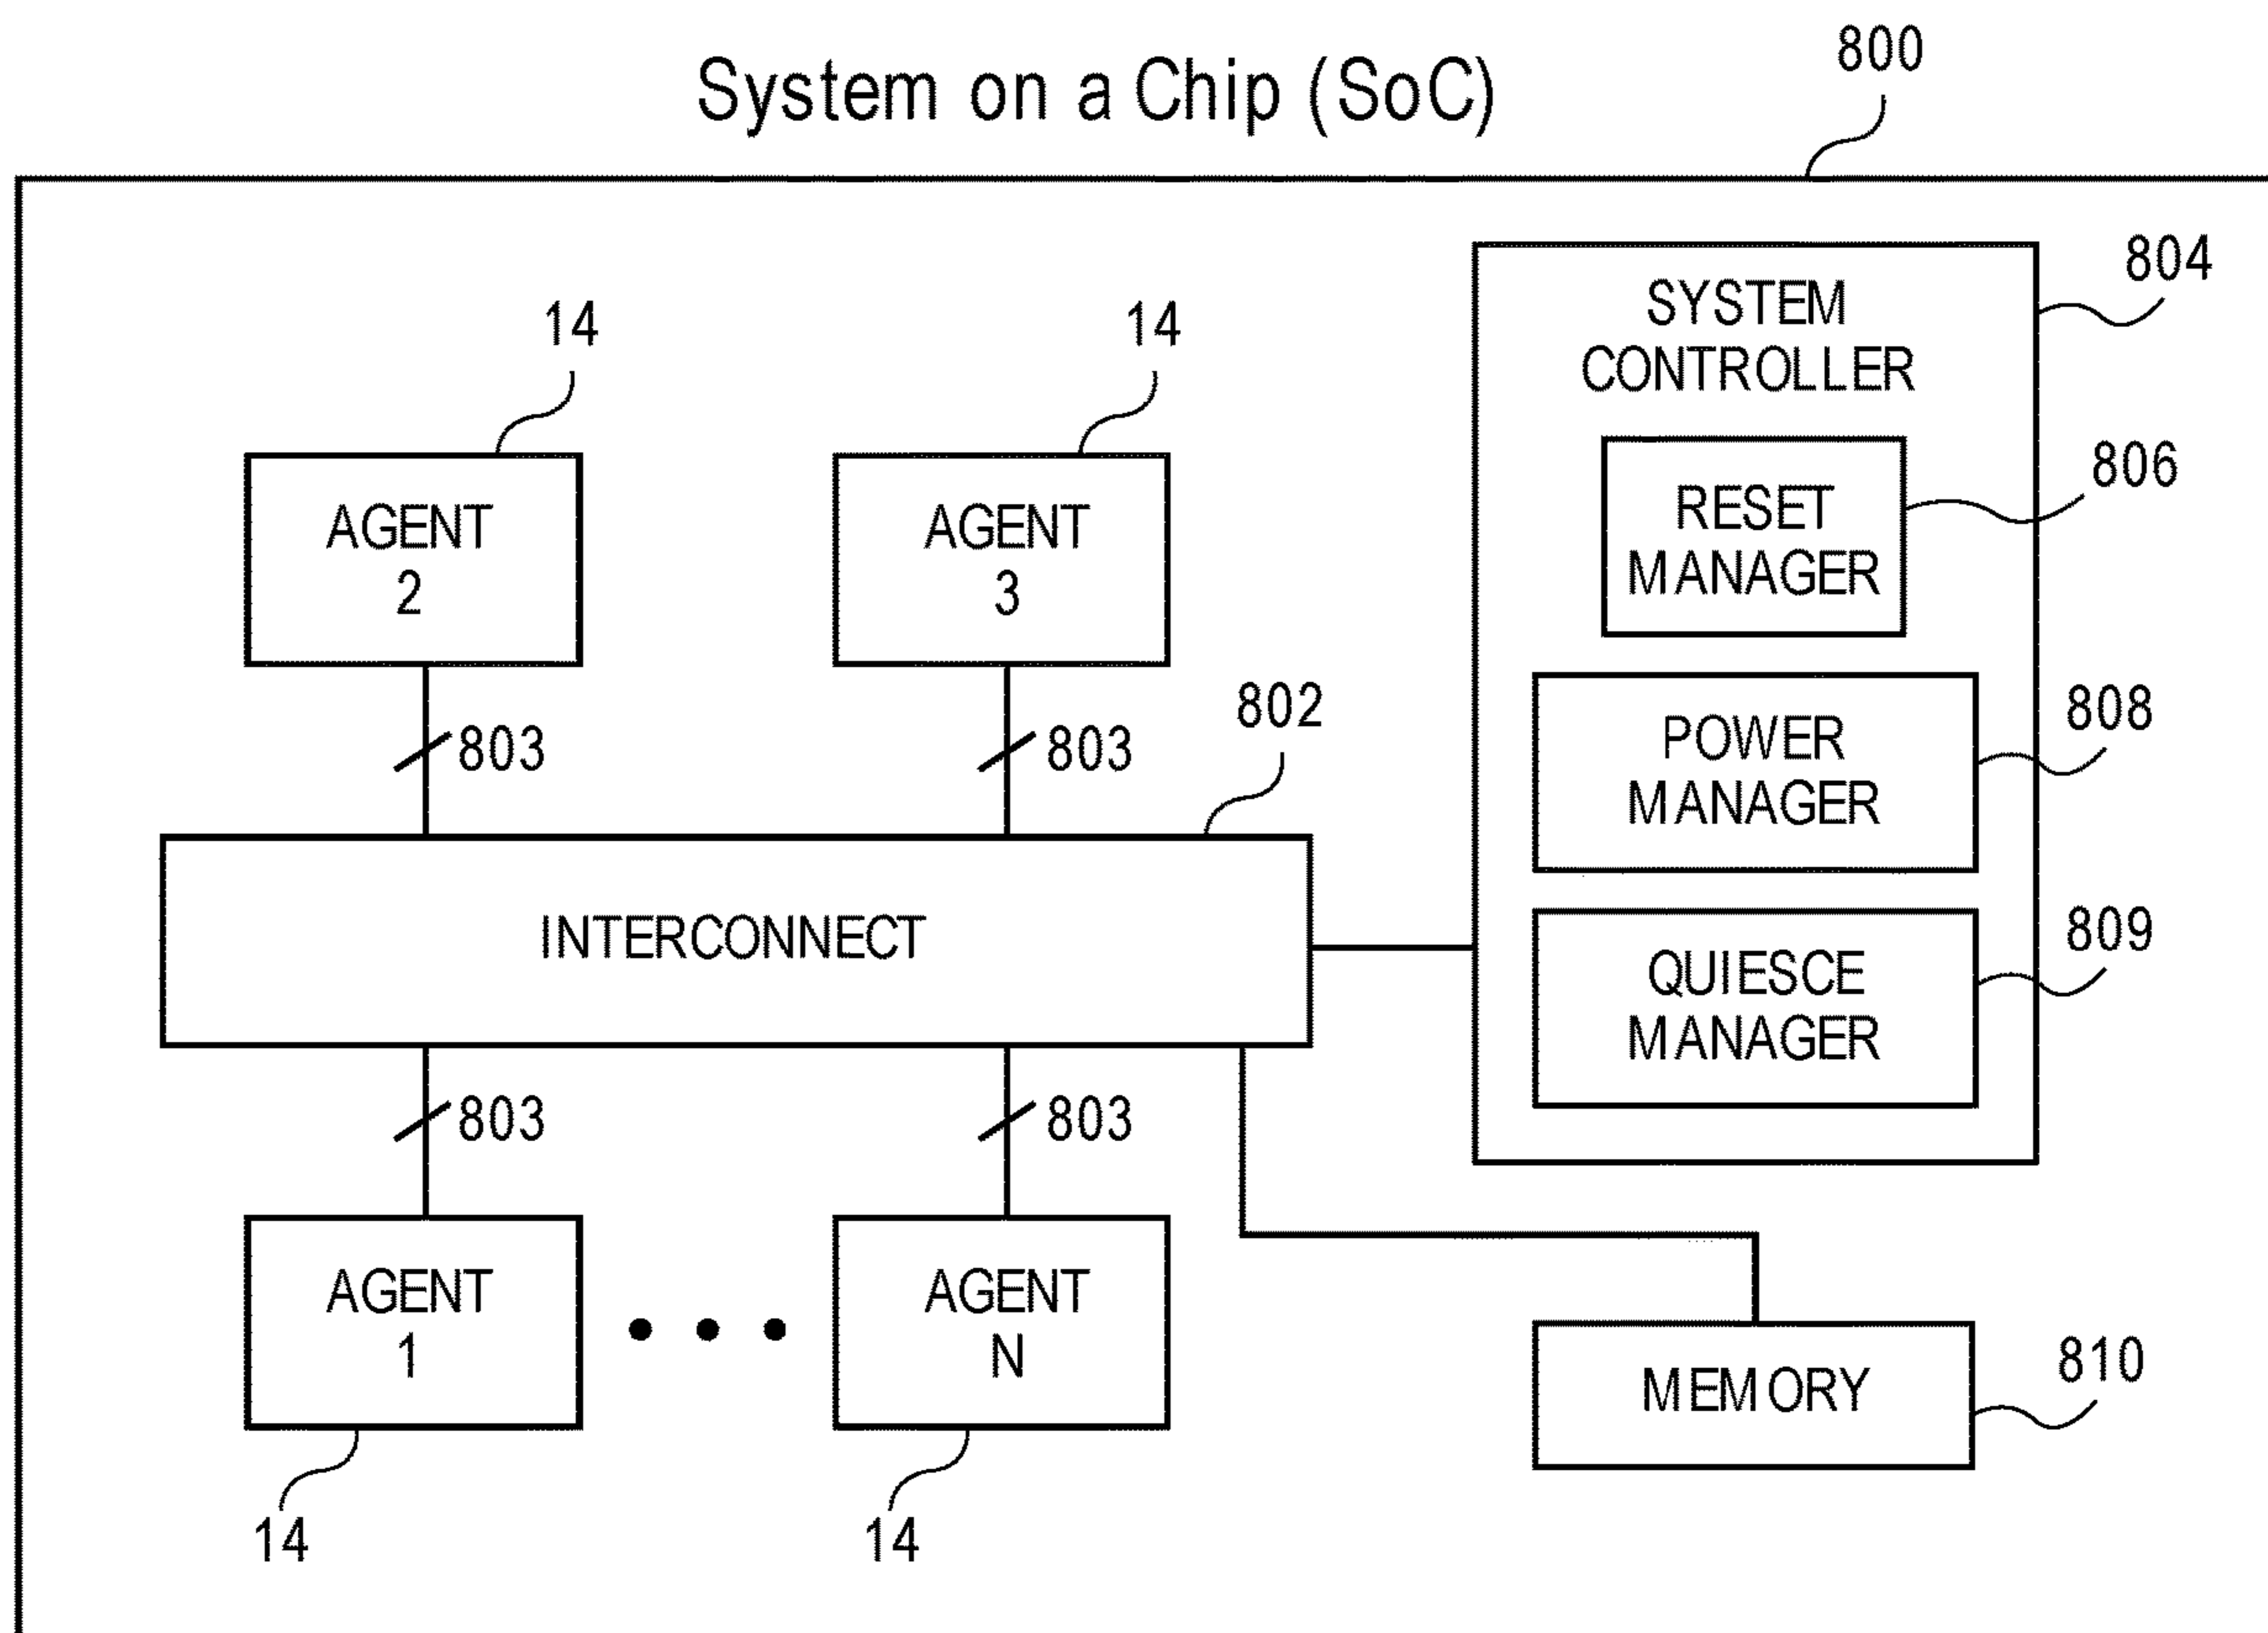 System on a Chip (SoC)
800
804
SYSTEM
CONTROLLER
14
14
806
RESET
MANAGER
AGENT
2
AGENT
3
802
808
803
803
POWER
MANAGER
809
INTERCONNECT
QUIESCE
MANAGER
803
803
AGENT
1
AGENT
N
810
MEMORY
14
14